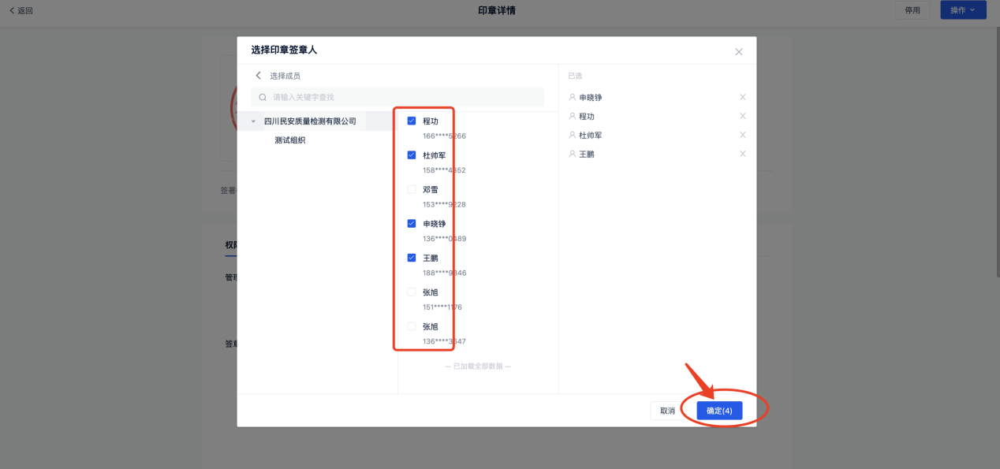 返回
印章详情
停用
操作
选择印章签章人
选择成员
请输入关键字查找
四川民安质量检测有限公司
测试组织
程功
166****5266
杜帅军
158****4352
邓雪
153****9228
申晓铮
136****0489
王鹏
188****9346
张旭
151****1176
张旭
136****3647
— 已加载全部数据 —
已选
申晓铮
程功
杜帅军
王鹏
签署
权限
管理
签章
取消
确定(4)